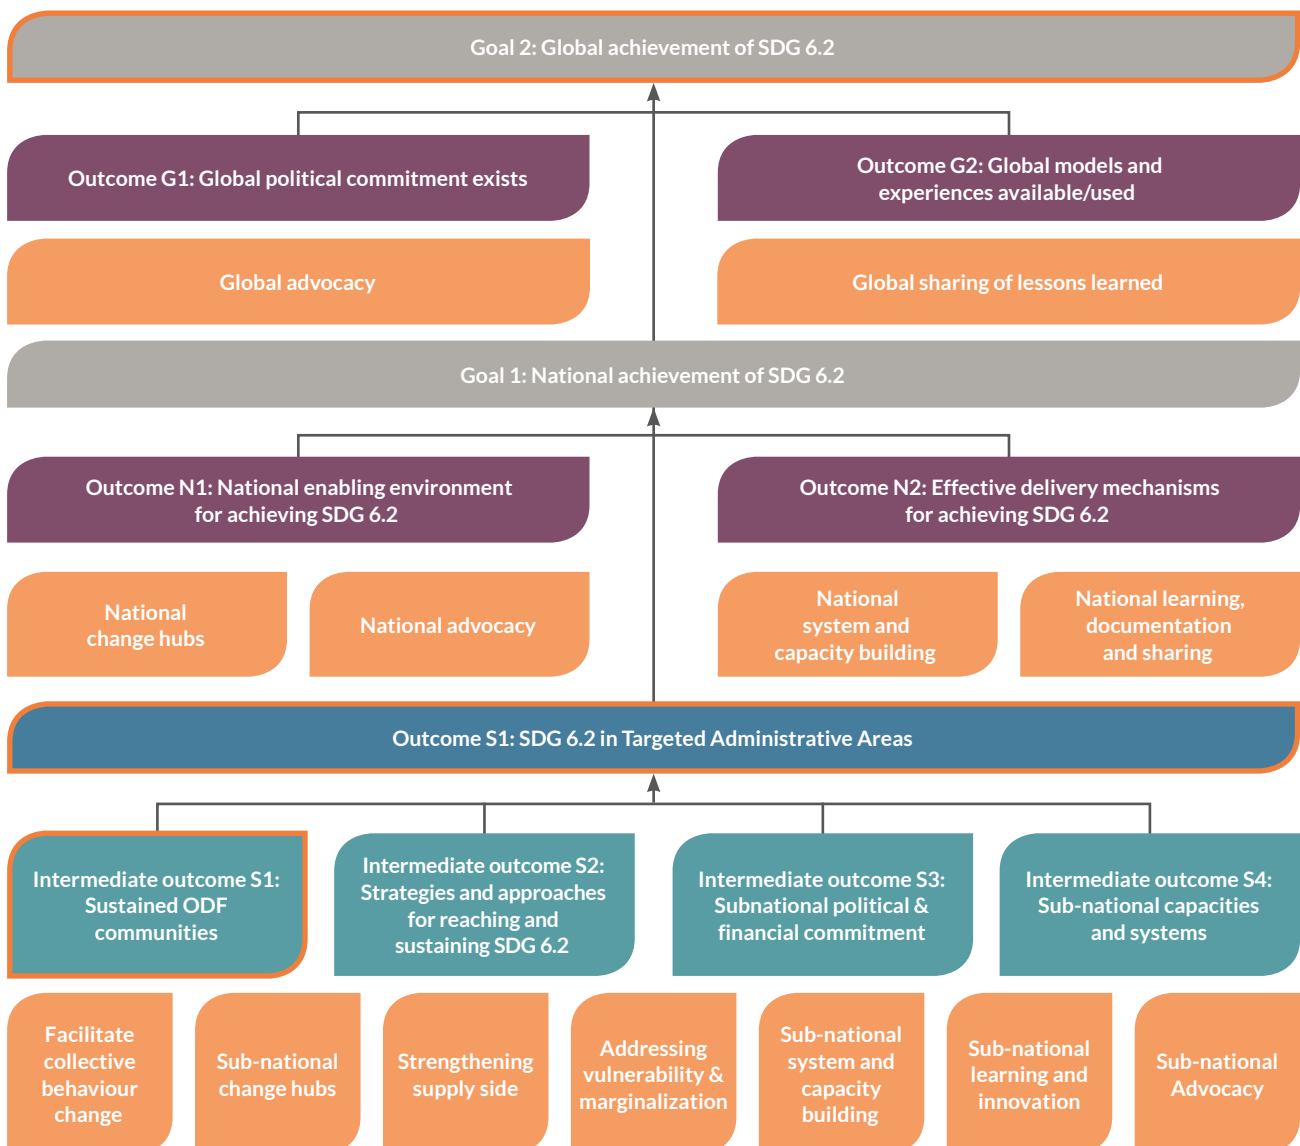 Goal 2: Global achievement of SDG 6.2
Outcome G1: Global political commitment exists
Outcome G2: Global models and
experiences available/used
Global advocacy
Global sharing of lessons learned
Goal 1: National achievement of SDG 6.2
Outcome N1: National enabling environment
for achieving SDG 6.2
Outcome N2: Effective delivery mechanisms
for achieving SDG 6.2
National
change hubs
National advocacy
National
system and
capacity building
National learning,
documentation
and sharing
Outcome S1: SDG 6.2 in Targeted Administrative Areas
Intermediate outcome S1:
Sustained ODF
communities
Intermediate outcome S2:
Strategies and approaches
for reaching and
sustaining SDG 6.2
Intermediate outcome S3:
Subnational political &
financial commitment
Intermediate outcome S4:
Sub-national capacities
and systems
Facilitate
collective
behaviour
change
Sub-national
change hubs
Strengthening
supply side
Addressing
vulnerability &
marginalization
Sub-national
system and
capacity
building
Sub-national
learning and
innovation
Sub-national
Advocacy